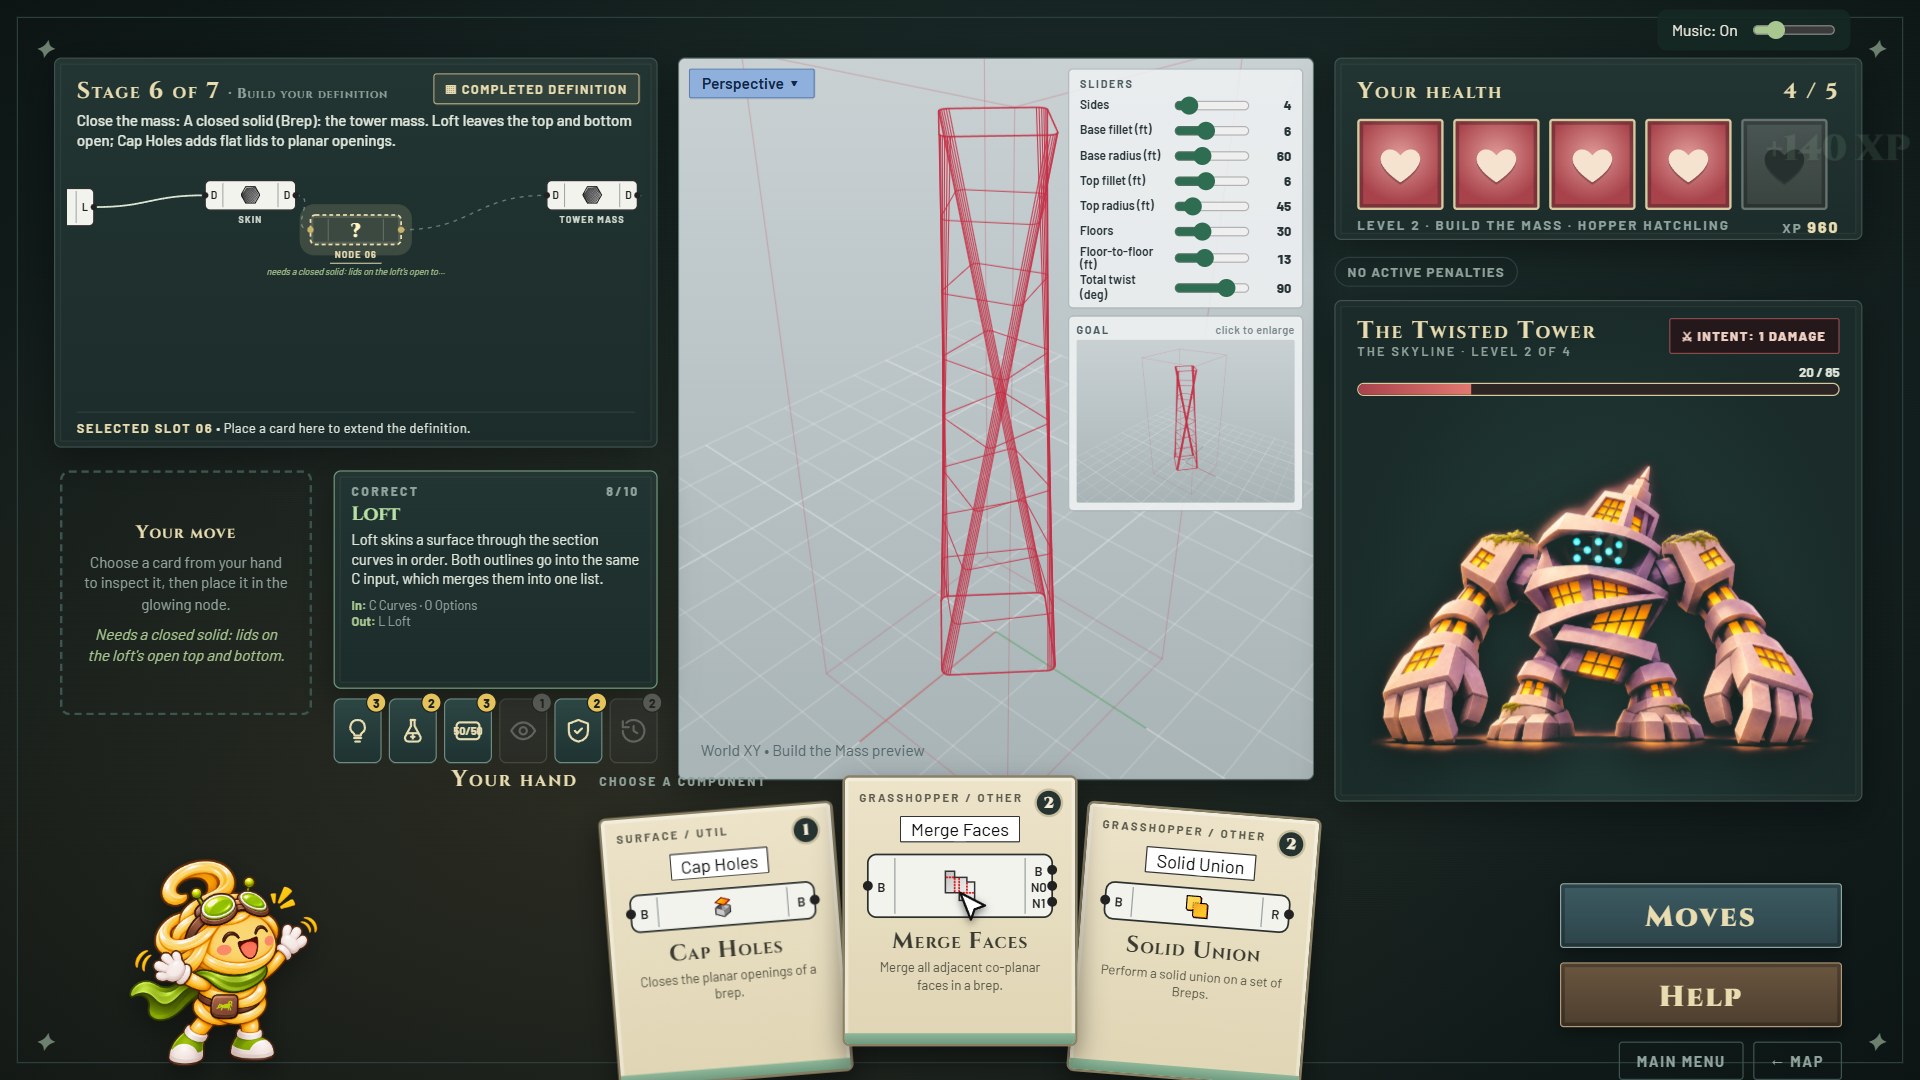 Music: On
STAGE 6 OF 7 · BUILD YOUR DEFINITION
COMPLETED DEFINITION
Close the mass: A closed solid (Brep): the tower mass. Loft leaves the top and bottom
open; Cap Holes adds flat lids to planar openings.
L
D D
SKIN
?
NODE 06
needs a closed solid: lids on the loft's open to...
D D
TOWER MASS
SELECTED SLOT 06 • Place a card here to extend the definition.
YOUR MOVE
Choose a card from your hand
to inspect it, then place it in the
glowing node.
Needs a closed solid: lids on
the loft's open top and bottom.
CORRECT 8/10
LOFT
Loft skins a surface through the section
curves in order. Both outlines go into the same
C input, which merges them into one list.
In: C Curves · O Options
Out: L Loft
3
2
3
50/50
1
2
2
Perspective ▼
SLIDERS
Sides 4
Base fillet (ft) 6
Base radius (ft) 60
Top fillet (ft) 6
Top radius (ft) 45
Floors 30
Floor-to-floor
(ft) 13
Total twist
(deg) 90
GOAL click to enlarge
World XY • Build the Mass preview
YOUR HEALTH 4 / 5
+140 XP
LEVEL 2 · BUILD THE MASS · HOPPER HATCHLING XP 960
NO ACTIVE PENALTIES
THE TWISTED TOWER
THE SKYLINE · LEVEL 2 OF 4
INTENT: 1 DAMAGE
20 / 85
YOUR HAND CHOOSE A COMPONENT
SURFACE / UTIL 1
Cap Holes
B B
CAP HOLES
Closes the planar openings of a
brep.
GRASSHOPPER / OTHER 2
Merge Faces
B
B
N0
N1
MERGE FACES
Merge all adjacent co-planar
faces in a brep.
GRASSHOPPER / OTHER 2
Solid Union
B R
SOLID UNION
Perform a solid union on a set of
Breps.
MOVES
HELP
MAIN MENU
← MAP